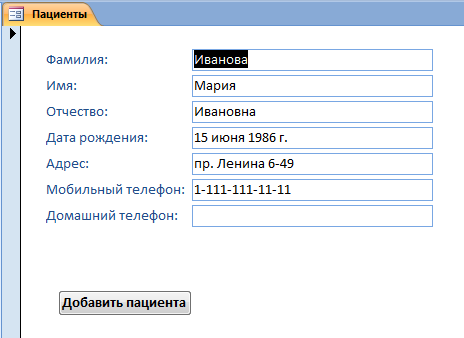 Пациенты
Фамилия: Иванова
Имя: Мария
Отчество: Ивановна
Дата рождения: 15 июня 1986 г.
Адрес: пр. Ленина 6-49
Мобильный телефон: 1-111-111-11-11
Домашний телефон:
Добавить пациента